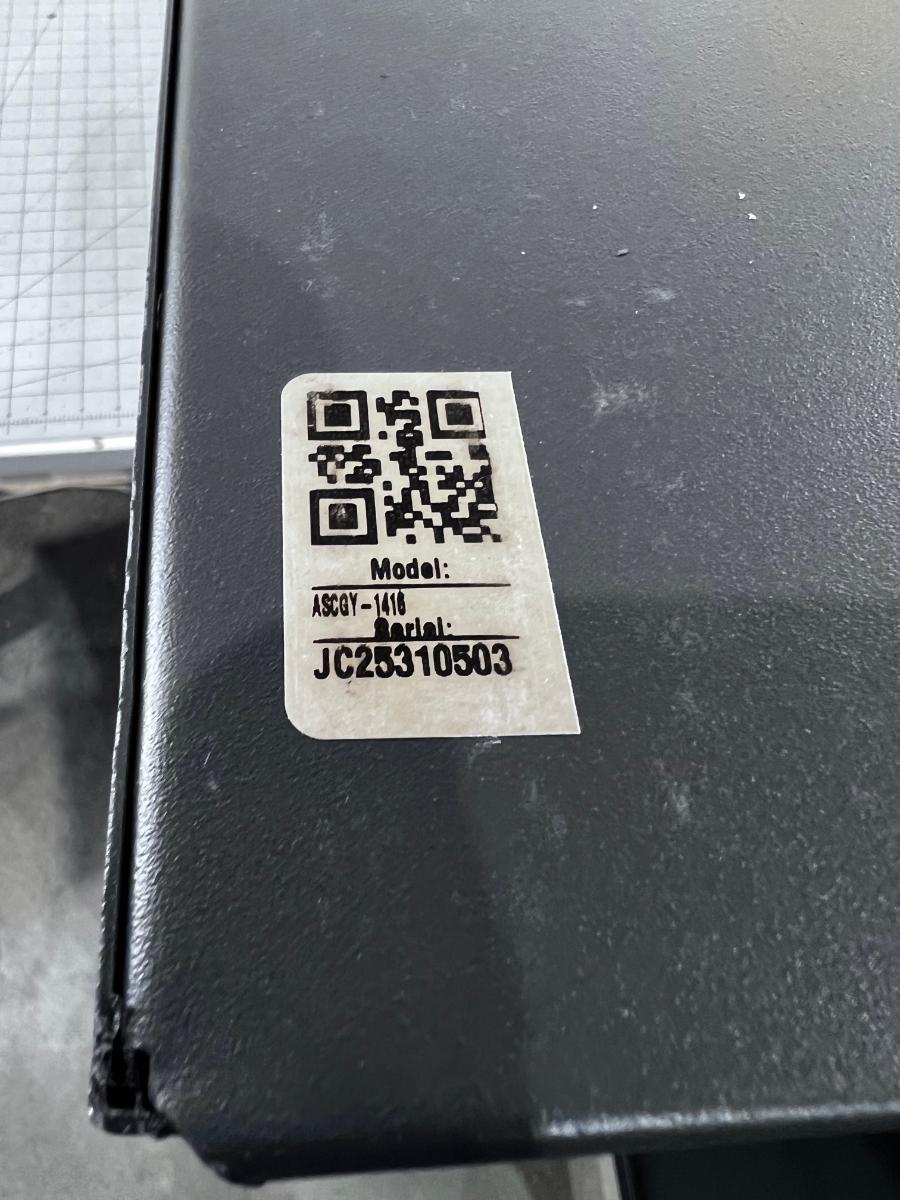 Model:
ASCGY-1416
Serial:
JC25310503